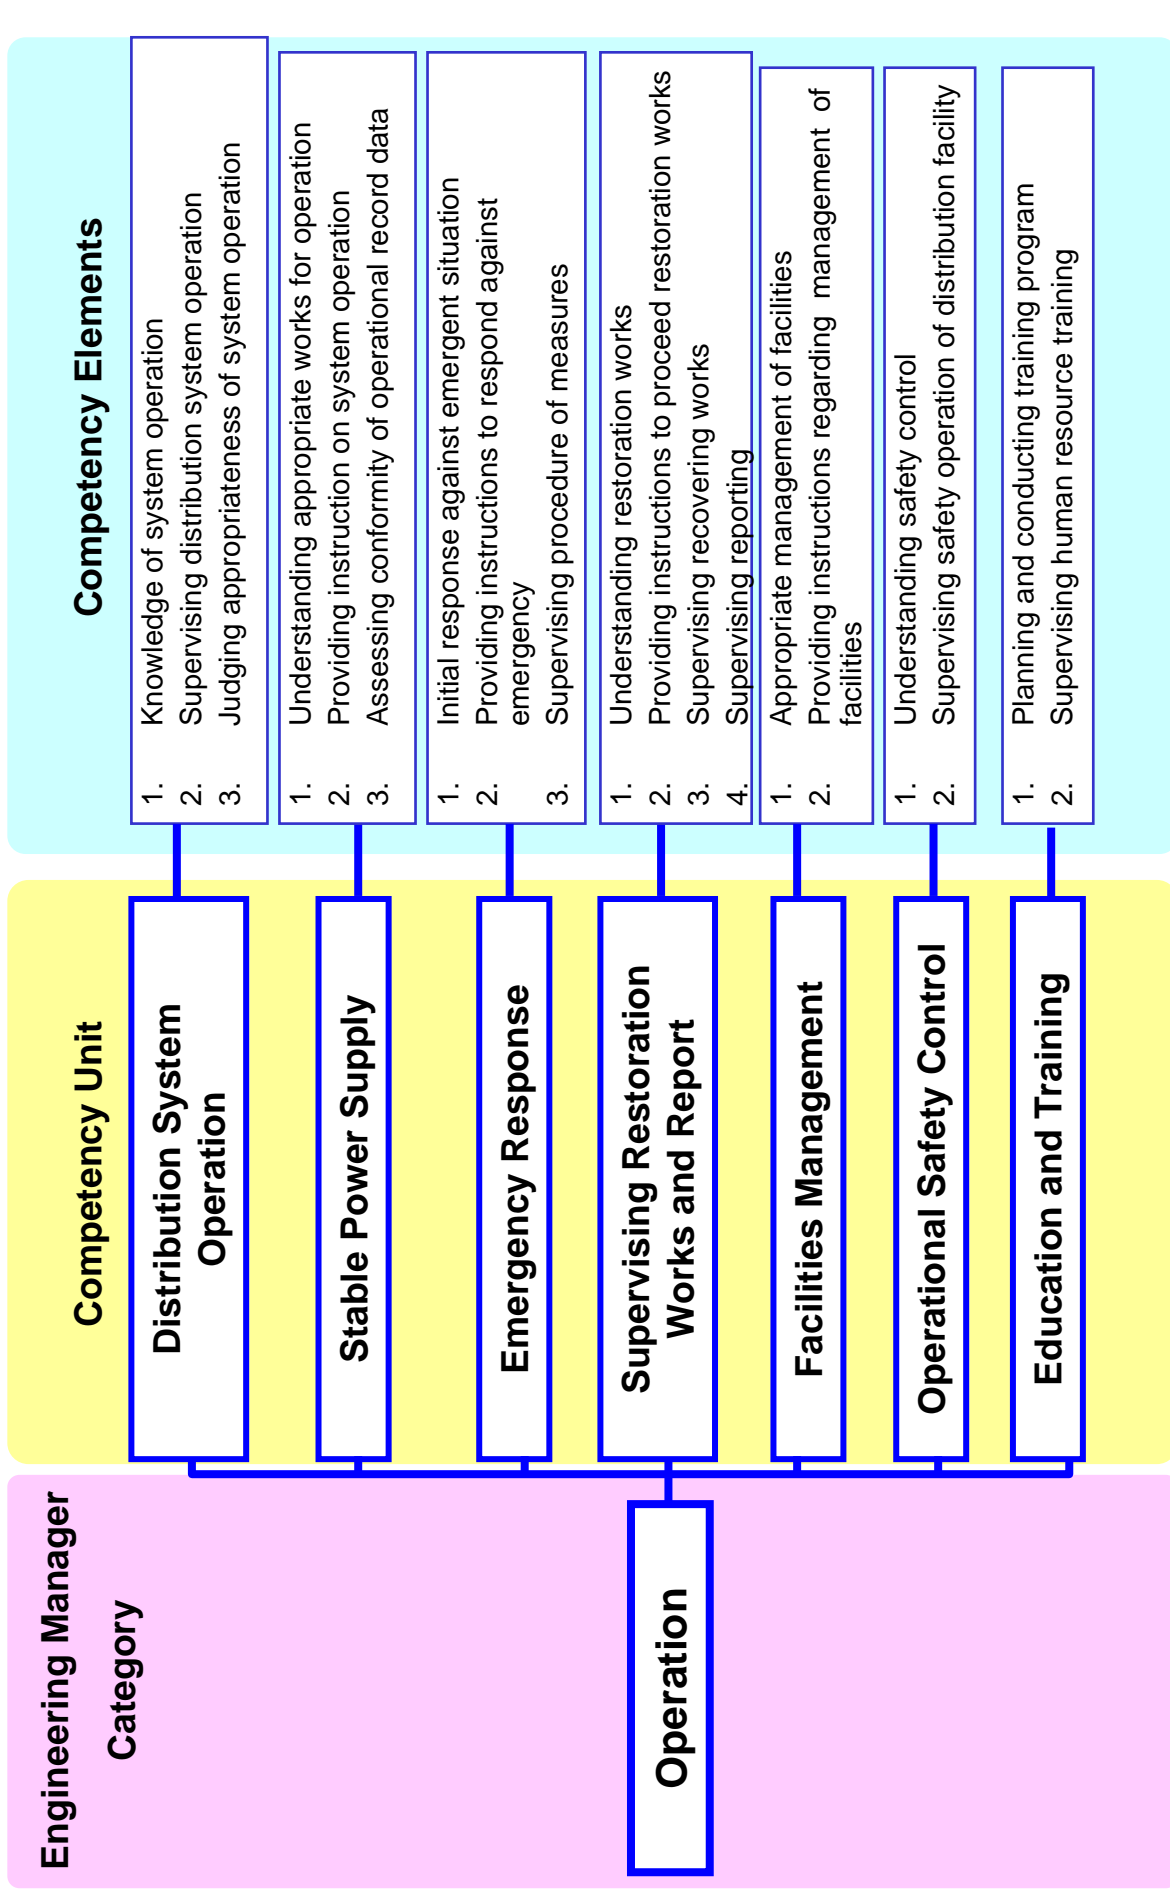 Engineering Manager
Category
Operation
Competency Unit
Distribution System
Operation
Stable Power Supply
Emergency Response
Supervising Restoration
Works and Report
Facilities Management
Operational Safety Control
Education and Training
Competency Elements
1. Knowledge of system operation
2. Supervising distribution system operation
3. Judging appropriateness of system operation
1. Understanding appropriate works for operation
2. Providing instruction on system operation
3. Assessing conformity of operational record data
1. Initial response against emergent situation
2. Providing instructions to respond against
emergency
3. Supervising procedure of measures
1. Understanding restoration works
2. Providing instructions to proceed restoration works
3. Supervising recovering works
4. Supervising reporting
1. Appropriate management of facilities
2. Providing instructions regarding management of
facilities
1. Understanding safety control
2. Supervising safety operation of distribution facility
1. Planning and conducting training program
2. Supervising human resource training